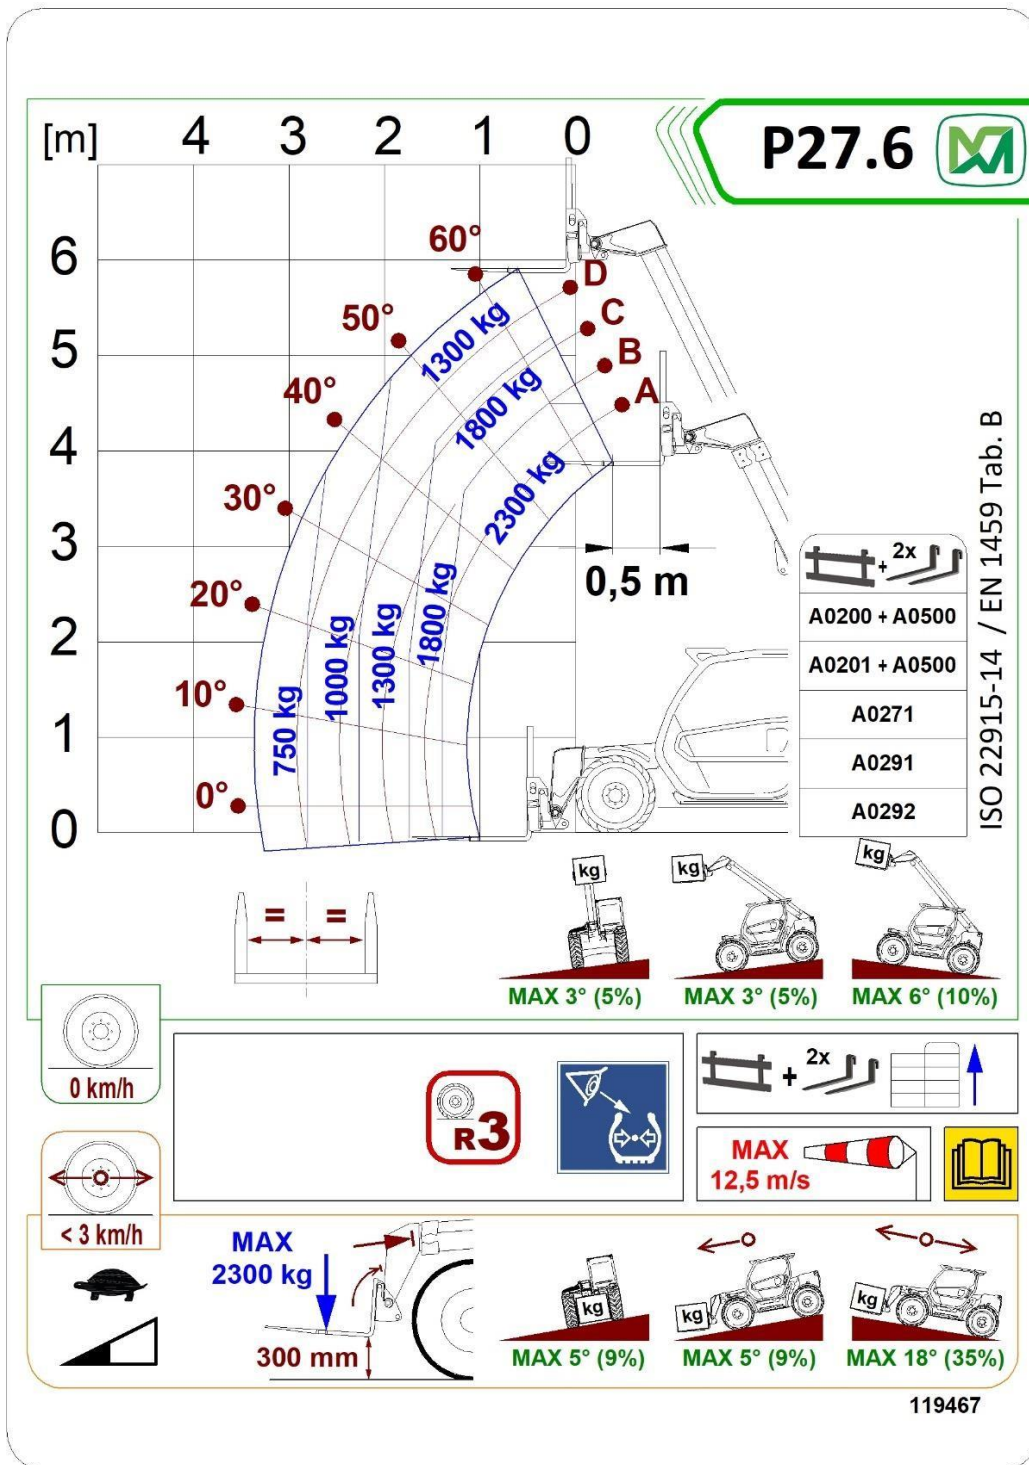 [m] 4 3 2 1 0
P27.6
6
5
4
3
2
1
0
60°
50°
40°
30°
20°
10°
0°
D
C
B
A
1300 kg
1800 kg
2300 kg
1800 kg
1300 kg
1000 kg
750 kg
0,5 m
2x
+
A0200 + A0500
A0201 + A0500
A0271
A0291
A0292
ISO 22915-14 / EN 1459 Tab. B
= =
kg
kg
kg
MAX 3° (5%)
MAX 3° (5%)
MAX 6° (10%)
0 km/h
R3
2x
+
MAX
12,5 m/s
< 3 km/h
MAX
2300 kg
300 mm
kg
kg
kg
MAX 5° (9%)
MAX 5° (9%)
MAX 18° (35%)
119467